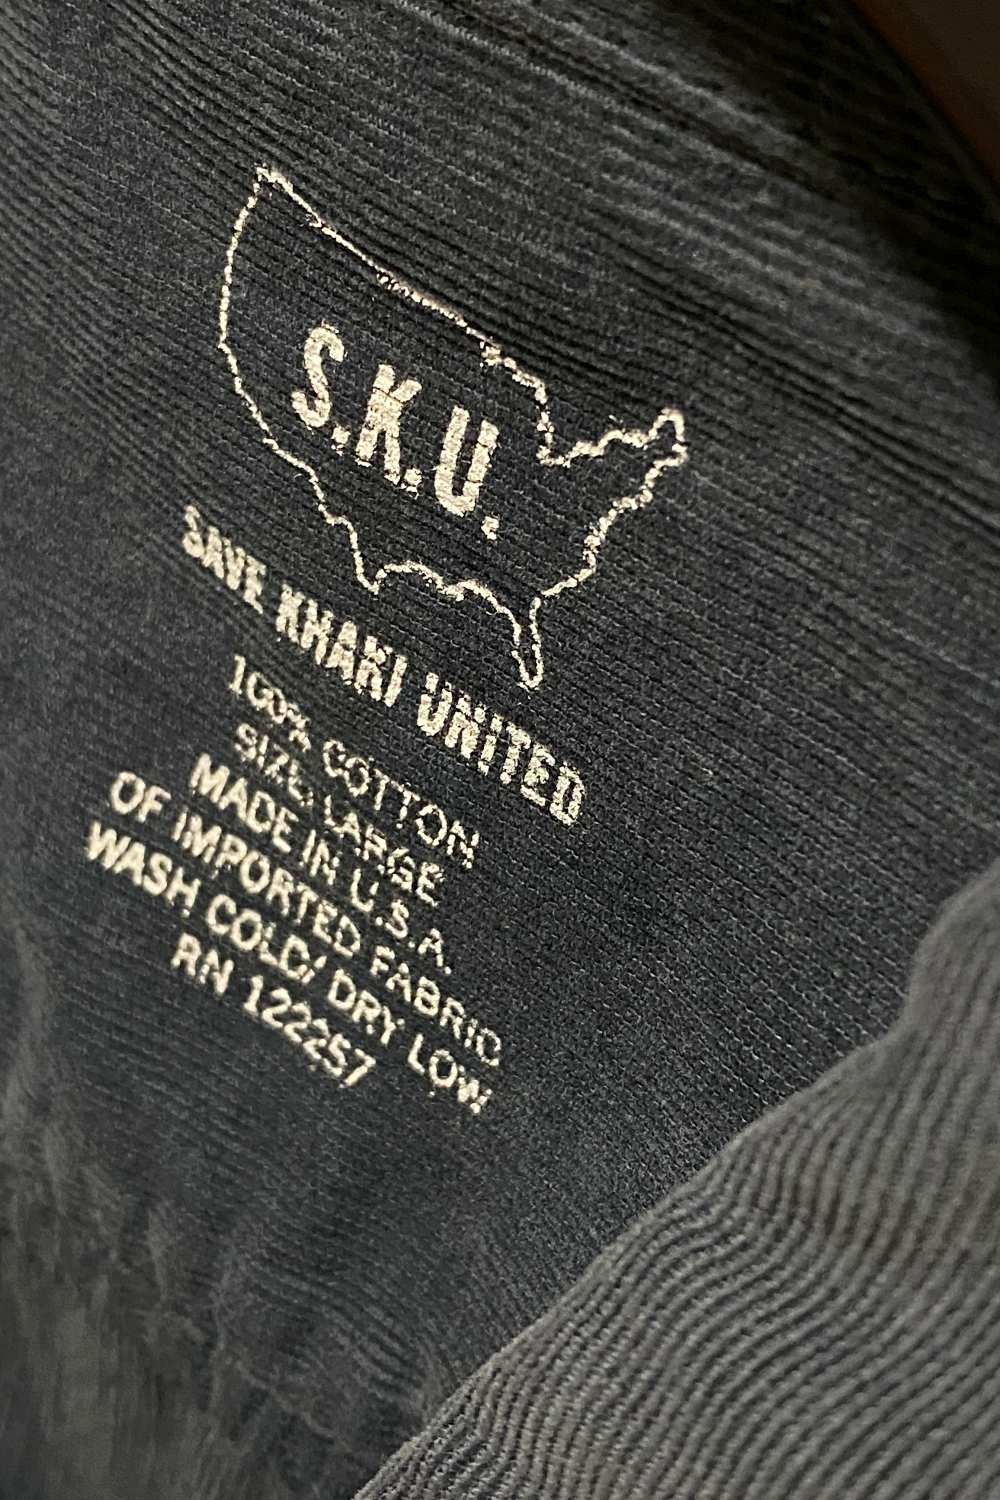 S.K.U.
SAVE KHAKI UNITED
100% COTTON
SIZE LARGE
MADE IN U.S.A.
OF IMPORTED FABRIC
WASH COLD/ DRY LOW
RN 122257